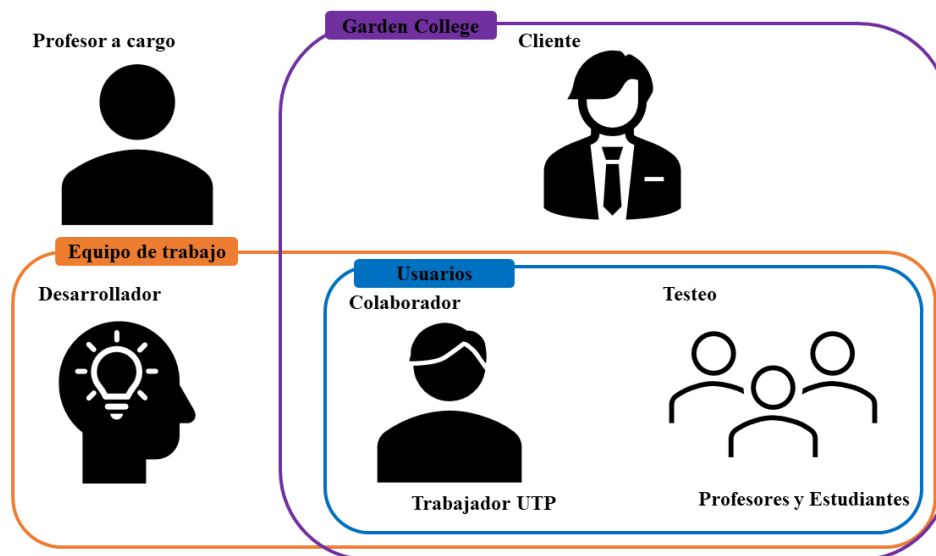 Garden College
Profesor a cargo
Cliente
Equipo de trabajo
Usuarios
Desarrollador
Colaborador
Testeo
Trabajador UTP
Profesores y Estudiantes